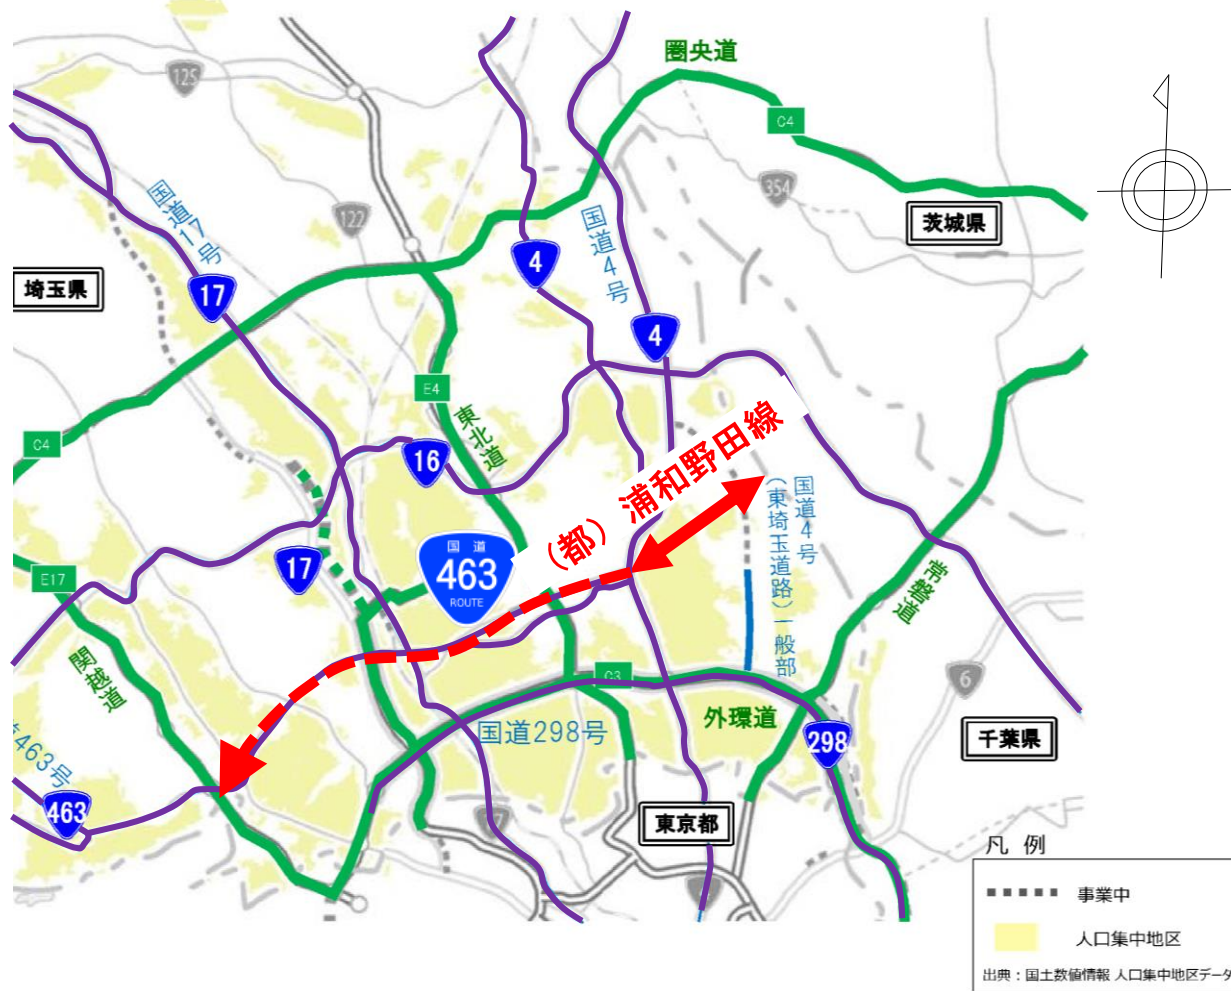 圏央道
125
C4
354
国道17号
122
国道4号
茨城県
4
埼玉県
17
4
E4
(都) 浦和野田線
東北道
C4
16
国道4号
(東埼玉道路)一般部
国道
463
ROUTE
17
E17
常磐道
関越道
C3
6
外環道
国道298号
298
千葉県
463号
463
東京都
凡 例
事業中
人口集中地区
出典：国土数値情報 人口集中地区データ